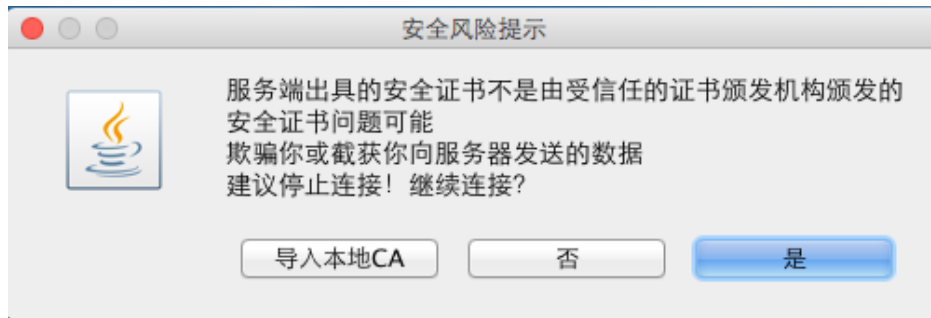 安全风险提示
服务端出具的安全证书不是由受信任的证书颁发机构颁发的
安全证书问题可能
欺骗你或截获你向服务器发送的数据
建议停止连接！继续连接?
导入本地CA
否
是